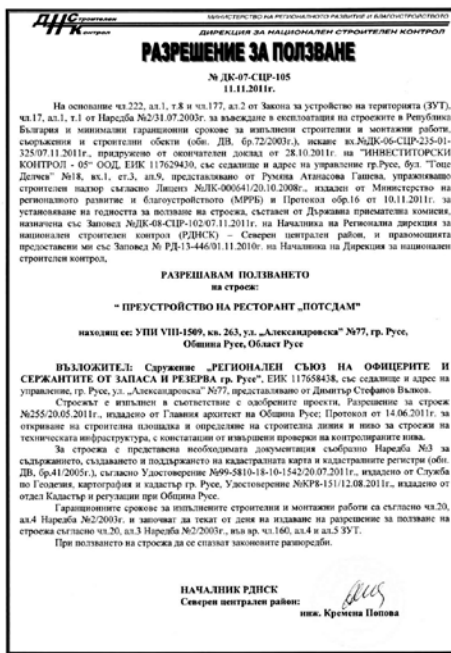 ДНСК Строителен Контрол
МИНИСТЕРСТВО НА РЕГИОНАЛНОТО РАЗВИТИЕ И БЛАГОУСТРОЙСТВОТО
ДИРЕКЦИЯ ЗА НАЦИОНАЛЕН СТРОИТЕЛЕН КОНТРОЛ
РАЗРЕШЕНИЕ ЗА ПОЛЗВАНЕ
№ ДК-07-СЦР-105
11.11.2011г.
На основание чл.222, ал.1, т.8 и чл.177, ал.2 от Закона за устройство на територията (ЗУТ),
чл.17, ал.1, т.1 от Наредба №2/31.07.2003г. за въвеждане в експлоатация на строежите в Република
България и минимални гаранционни срокове за изпълнени строителни и монтажни работи,
съоръжения и строителни обекти (обн. ДВ, бр.72/2003г.), искане вх.№ДК-06-СЦР-235-01-
325/07.11.2011г., придружено от окончателен доклад от 28.10.2011г. на "ИНВЕСТИТОРСКИ
КОНТРОЛ - 05" ООД, ЕИК 117629430, със седалище и адрес на управление гр.Русе, бул. "Гоце
Делчев" №18, вх.1, ет.3, ап.9, представлявано от Румяна Атанасова Гашева, упражняващо
строителен надзор съгласно Лиценз №ЛК-000641/20.10.2008г., издаден от Министерство на
регионалното развитие и благоустройството (МРРБ) и Протокол обр.16 от 10.11.2011г. за
установяване на годността за ползване на строежа, съставен от Държавна приемателна комисия,
назначена със Заповед №ДК-08-СЦР-102/07.11.2011г. на Началника на Регионална дирекция за
национален строителен контрол (РДНСК) – Северен централен район, и правомощията
предоставени ми със Заповед № РД-13-446/01.11.2010г. на Началника на Дирекция за национален
строителен контрол,
РАЗРЕШАВАМ ПОЛЗВАНЕТО
на строеж:
“ ПРЕУСТРОЙСТВО НА РЕСТОРАНТ „ПОТСДАМ”
находящ се: УПИ VІІІ-1509, кв. 263, ул. „Александровска” №77, гр. Русе,
Община Русе, Област Русе
ВЪЗЛОЖИТЕЛ: Сдружение „РЕГИОНАЛЕН СЪЮЗ НА ОФИЦЕРИТЕ И
СЕРЖАНТИТЕ ОТ ЗАПАСА И РЕЗЕРВА гр. Русе”, ЕИК 117658438, със седалище и адрес на
управление, гр. Русе, ул. „Александровска” №77, представлявано от Димитър Стефанов Вълков.
Строежът е изпълнен в съответствие с одобрените проекти, Разрешение за строеж
№255/20.05.2011г., издадено от Главния архитект на Община Русе; Протокол от 14.06.2011г. за
откриване на строителна площадка и определяне на строителна линия и ниво за строежи на
техническата инфраструктура, с констатации от извършени проверки на контролираните нива.
За строежа е представена необходимата документация съобразно Наредба №3 за
съдържанието, създаването и поддържането на кадастралната карта и кадастралните регистри (обн.
ДВ, бр.41/2005г.), съгласно Удостоверение №99-5810-18-10-1542/20.07.2011г., издадено от Служба
по Геодезия, картография и кадастър гр. Русе, Удостоверение №КР8-151/12.08.2011г., издадено от
отдел Кадастър и регулации при Община Русе.
Гаранционните срокове за изпълнените строителни и монтажни работи са съгласно чл.20,
ал.4 Наредба №2/2003г. и започват да текат от деня на издаване на разрешение за ползване на
строежа съгласно чл.20, ал.3 Наредба №2/2003г., във вр. чл.160, ал.4 и ал.5 ЗУТ.
При ползването на строежа да се спазват законовите разпоредби.
НАЧАЛНИК РДНСК
Северен централен район:
инж. Кремена Попова